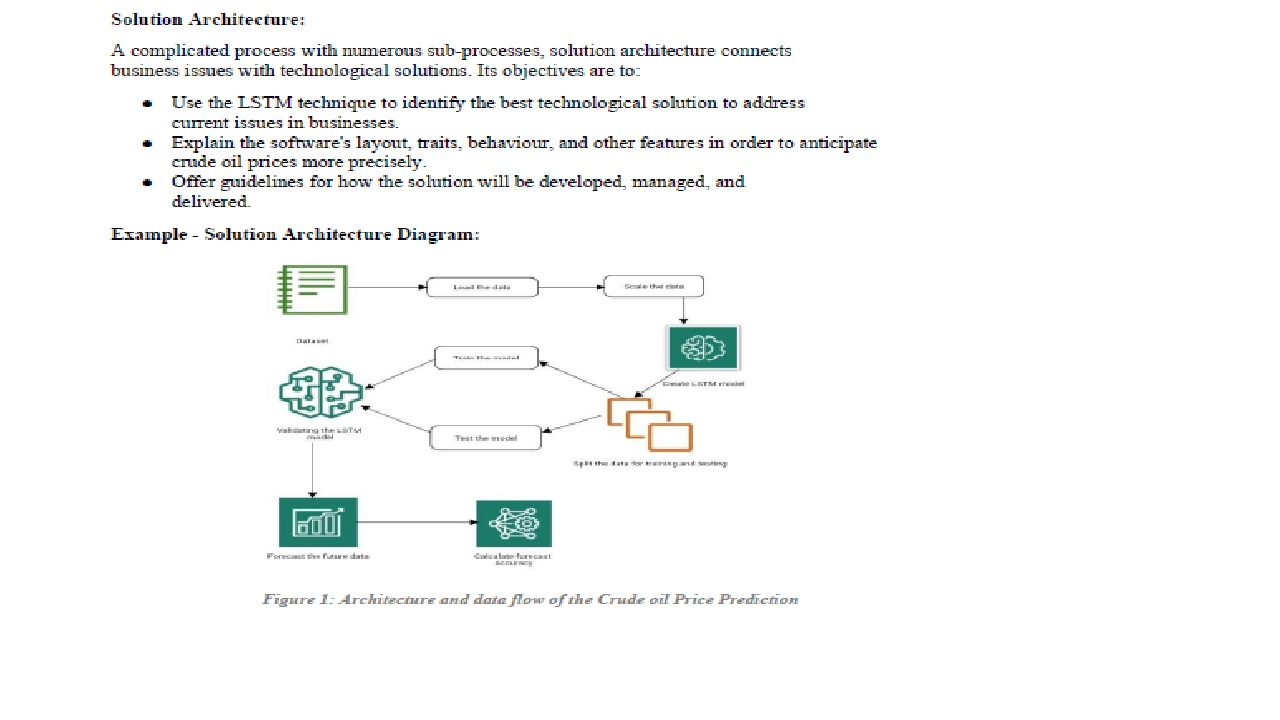 Solution Architecture:
A complicated process with numerous sub-processes, solution architecture connects
business issues with technological solutions. Its objectives are to:
● Use the LSTM technique to identify the best technological solution to address
current issues in businesses.
● Explain the software's layout, traits, behaviour, and other features in order to anticipate
crude oil prices more precisely.
● Offer guidelines for how the solution will be developed, managed, and
delivered.
Example - Solution Architecture Diagram:
Load the data
Scale the data
Dataset
Train the model
Create LSTM model
Validating the LSTM
model
Test the model
Split the data for training and testing
Forecast the future data
Calculate forecast
accuracy
Figure 1: Architecture and data flow of the Crude oil Price Prediction